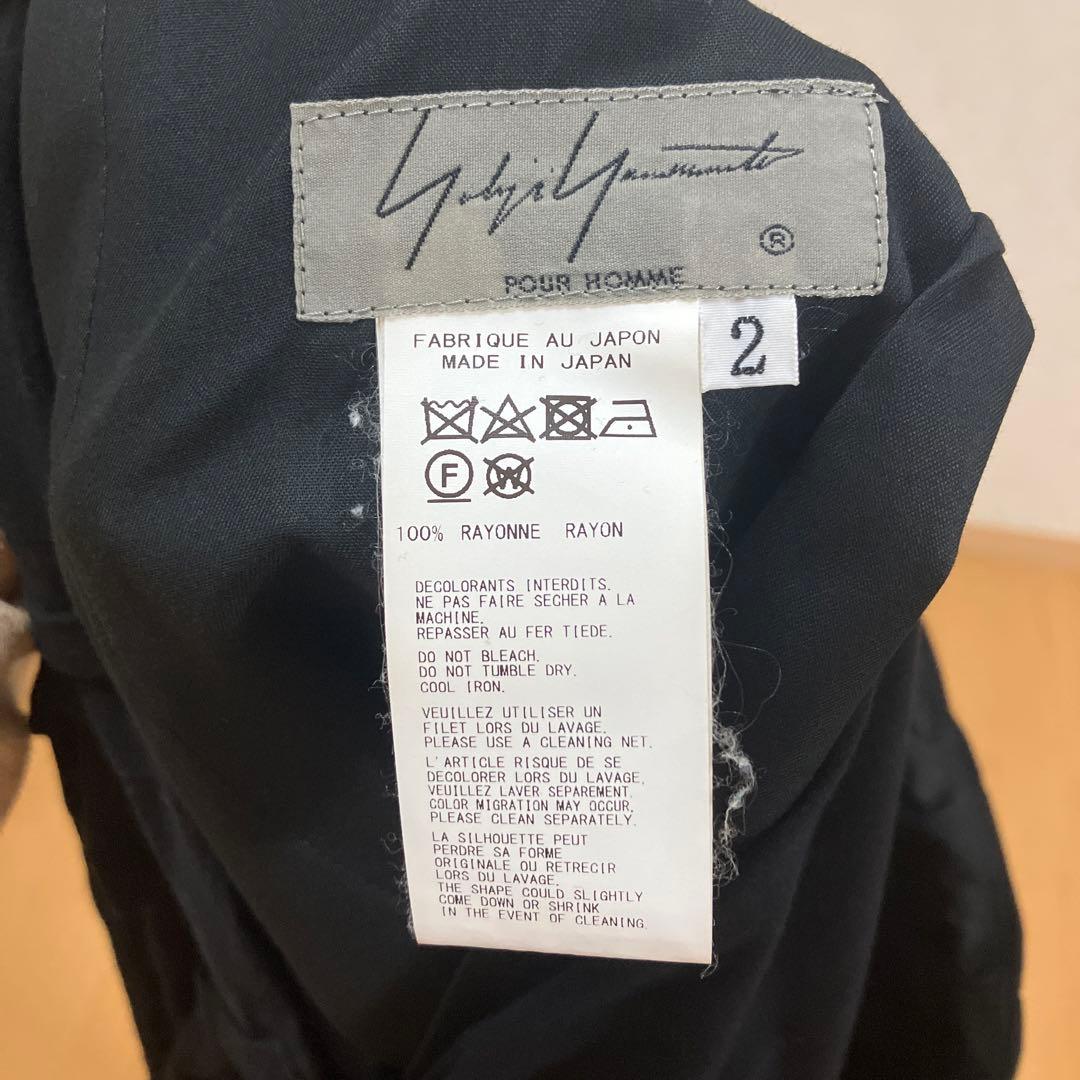 Yohji Yamamoto
®
POUR HOMME
2
FABRIQUE AU JAPON
MADE IN JAPAN
F W
100% RAYONNE RAYON
DECOLORANTS INTERDITS.
NE PAS FAIRE SECHER A LA
MACHINE.
REPASSER AU FER TIEDE.
DO NOT BLEACH.
DO NOT TUMBLE DRY.
COOL IRON.
VEUILLEZ UTILISER UN
FILET LORS DU LAVAGE.
PLEASE USE A CLEANING NET.
L'ARTICLE RISQUE DE SE
DECOLORER LORS DU LAVAGE.
VEUILLEZ LAVER SEPAREMENT.
COLOR MIGRATION MAY OCCUR.
PLEASE CLEAN SEPARATELY.
LA SILHOUETTE PEUT
PERDRE SA FORME
ORIGINALE OU RETRECIR
LORS DU LAVAGE.
THE SHAPE COULD SLIGHTLY
COME DOWN OR SHRINK
IN THE EVENT OF CLEANING.